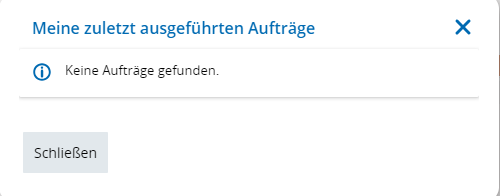 Meine zuletzt ausgeführten Aufträge
Keine Aufträge gefunden.
Schließen